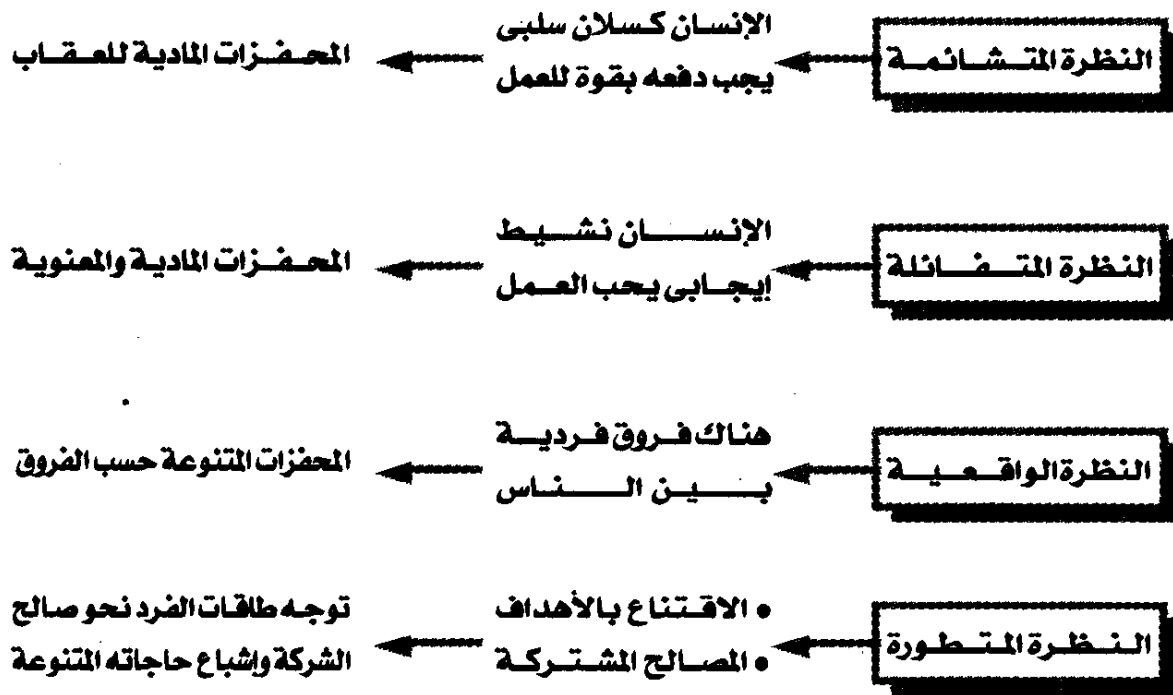 النظرة المتشائمة
الإنسان كسلان سلبى
يجب دفعه بقوة للعمل
المحفزات المادية للعقاب
النظرة المتفائلة
الإنسان نشيط
إيجابى يحب العمل
المحفزات المادية والمعنوية
النظرة الواقعية
هناك فروق فردية
بين الناس
المحفزات المتنوعة حسب الفروق
النظرة المتطورة
• الاقتناع بالأهداف
• المصالح المشتركة
توجه طاقات الفرد نحو صالح
الشركة وإشباع حاجاته المتنوعة